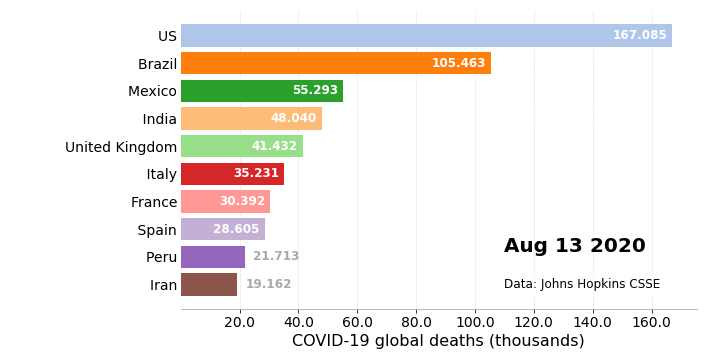 US 167.085
Brazil 105.463
Mexico 55.293
India 48.040
United Kingdom 41.432
Italy 35.231
France 30.392
Spain 28.605
Peru 21.713
Iran 19.162
Aug 13 2020
Data: Johns Hopkins CSSE
20.0 40.0 60.0 80.0 100.0 120.0 140.0 160.0
COVID-19 global deaths (thousands)